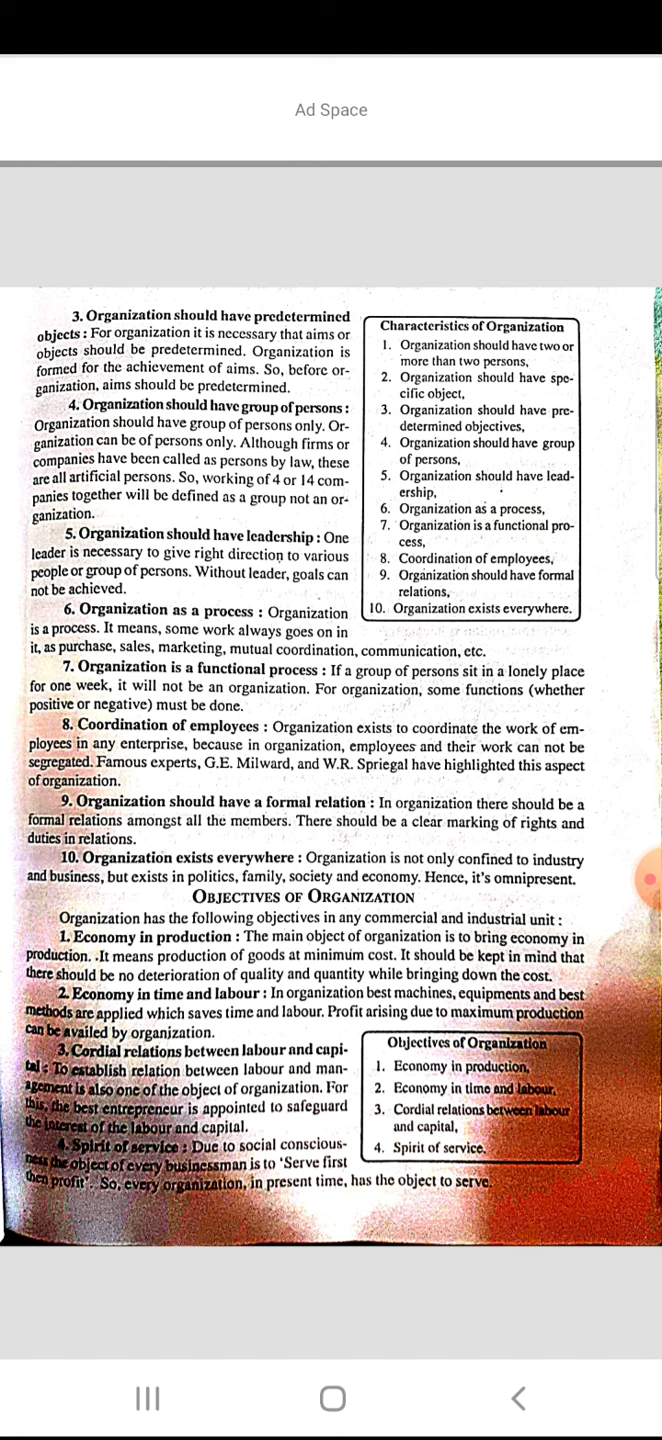 Ad Space
3. Organization should have predetermined
objects : For organization it is necessary that aims or
objects should be predetermined. Organization is
formed for the achievement of aims. So, before or-
ganization, aims should be predetermined.
4. Organization should have group of persons :
Organization should have group of persons only. Or-
ganization can be of persons only. Although firms or
companies have been called as persons by law, these
are all artificial persons. So, working of 4 or 14 com-
panies together will be defined as a group not an or-
ganization.
5. Organization should have leadership : One
leader is necessary to give right direction to various
people or group of persons. Without leader, goals can
not be achieved.
6. Organization as a process : Organization
is a process. It means, some work always goes on in
Characteristics of Organization
1. Organization should have two or
more than two persons,
2. Organization should have spe-
cific object,
3. Organization should have pre-
determined objectives,
4. Organization should have group
of persons,
5. Organization should have lead-
ership,
6. Organization as a process,
7. Organization is a functional pro-
cess,
8. Coordination of employees,
9. Organization should have formal
relations,
10. Organization exists everywhere.
it, as purchase, sales, marketing, mutual coordination, communication, etc.
7. Organization is a functional process : If a group of persons sit in a lonely place
for one week, it will not be an organization. For organization, some functions (whether
positive or negative) must be done.
8. Coordination of employees : Organization exists to coordinate the work of em-
ployees in any enterprise, because in organization, employees and their work can not be
segregated. Famous experts, G.E. Milward, and W.R. Spriegal have highlighted this aspect
of organization.
9. Organization should have a formal relation : In organization there should be a
formal relations amongst all the members. There should be a clear marking of rights and
duties in relations.
10. Organization exists everywhere : Organization is not only confined to industry
and business, but exists in politics, family, society and economy. Hence, it's omnipresent.
OBJECTIVES OF ORGANIZATION
Organization has the following objectives in any commercial and industrial unit :
1. Economy in production : The main object of organization is to bring economy in
production. It means production of goods at minimum cost. It should be kept in mind that
there should be no deterioration of quality and quantity while bringing down the cost.
2. Economy in time and labour : In organization best machines, equipments and best
methods are applied which saves time and labour. Profit arising due to maximum production
can be availed by organization.
3. Cordial relations between labour and capi-
tal : To establish relation between labour and man-
agement is also one of the object of organization. For
this, the best entrepreneur is appointed to safeguard
the interest of the labour and capital.
4. Spirit of service : Due to social conscious-
ness the object of every businessman is to 'Serve first
Objectives of Organization
1. Economy in production,
2. Economy in time and labour,
3. Cordial relations between labour
and capital,
4. Spirit of service.
then profit'. So, every organization, in present time, has the object to serve.